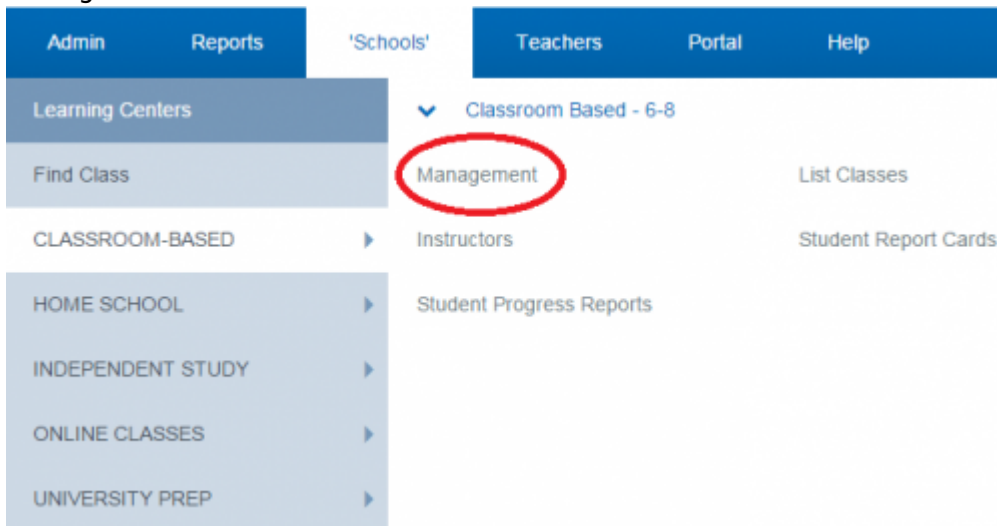 Admin Reports 'Schools' Teachers Portal Help
Learning Centers
Find Class
CLASSROOM-BASED
HOME SCHOOL
INDEPENDENT STUDY
ONLINE CLASSES
UNIVERSITY PREP
Classroom Based - 6-8
Management List Classes
Instructors Student Report Cards
Student Progress Reports